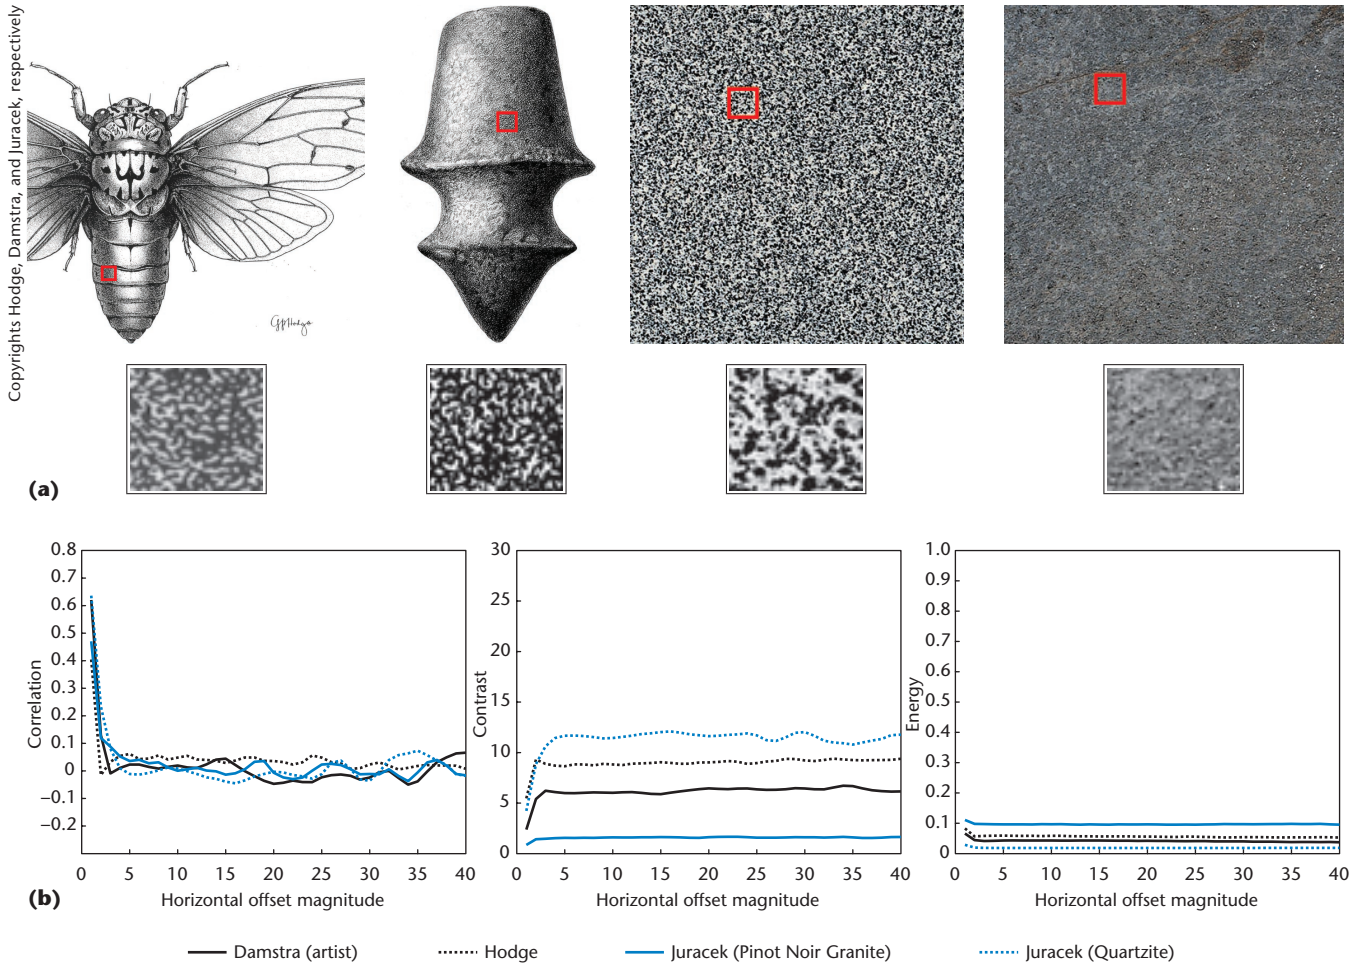 Copyrights Hodge, Damstra, and Juracek, respectively
(a)
0.8
0.7
0.6
0.5
0.4
0.3
0.2
0.1
0
−0.1
−0.2
Correlation
0 5 10 15 20 25 30 35 40
Horizontal offset magnitude
30
25
20
15
10
5
0
Contrast
0 5 10 15 20 25 30 35 40
Horizontal offset magnitude
1.0
0.9
0.8
0.7
0.6
0.5
0.4
0.3
0.2
0.1
0
Energy
0 5 10 15 20 25 30 35 40
Horizontal offset magnitude
(b)
Damstra (artist) Hodge Juracek (Pinot Noir Granite) Juracek (Quartzite)